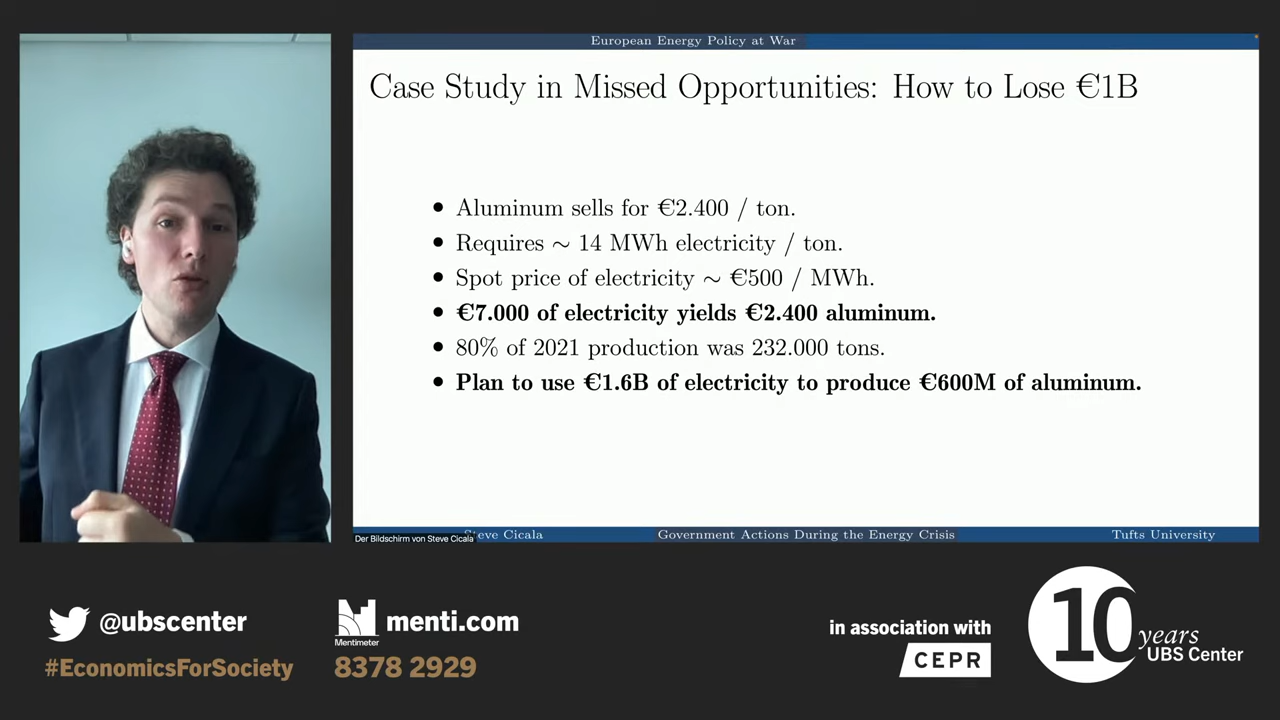 European Energy Policy at War
Case Study in Missed Opportunities: How to Lose €1B
• Aluminum sells for €2.400 / ton.
• Requires ∼ 14 MWh electricity / ton.
• Spot price of electricity ∼ €500 / MWh.
• €7.000 of electricity yields €2.400 aluminum.
• 80% of 2021 production was 232.000 tons.
• Plan to use €1.6B of electricity to produce €600M of aluminum.
Der Bildschirm von Steve Cicala
Steve Cicala
Government Actions During the Energy Crisis
Tufts University
@ubscenter
#EconomicsForSociety
Mentimeter
menti.com
8378 2929
in association with
CEPR
10 years
UBS Center